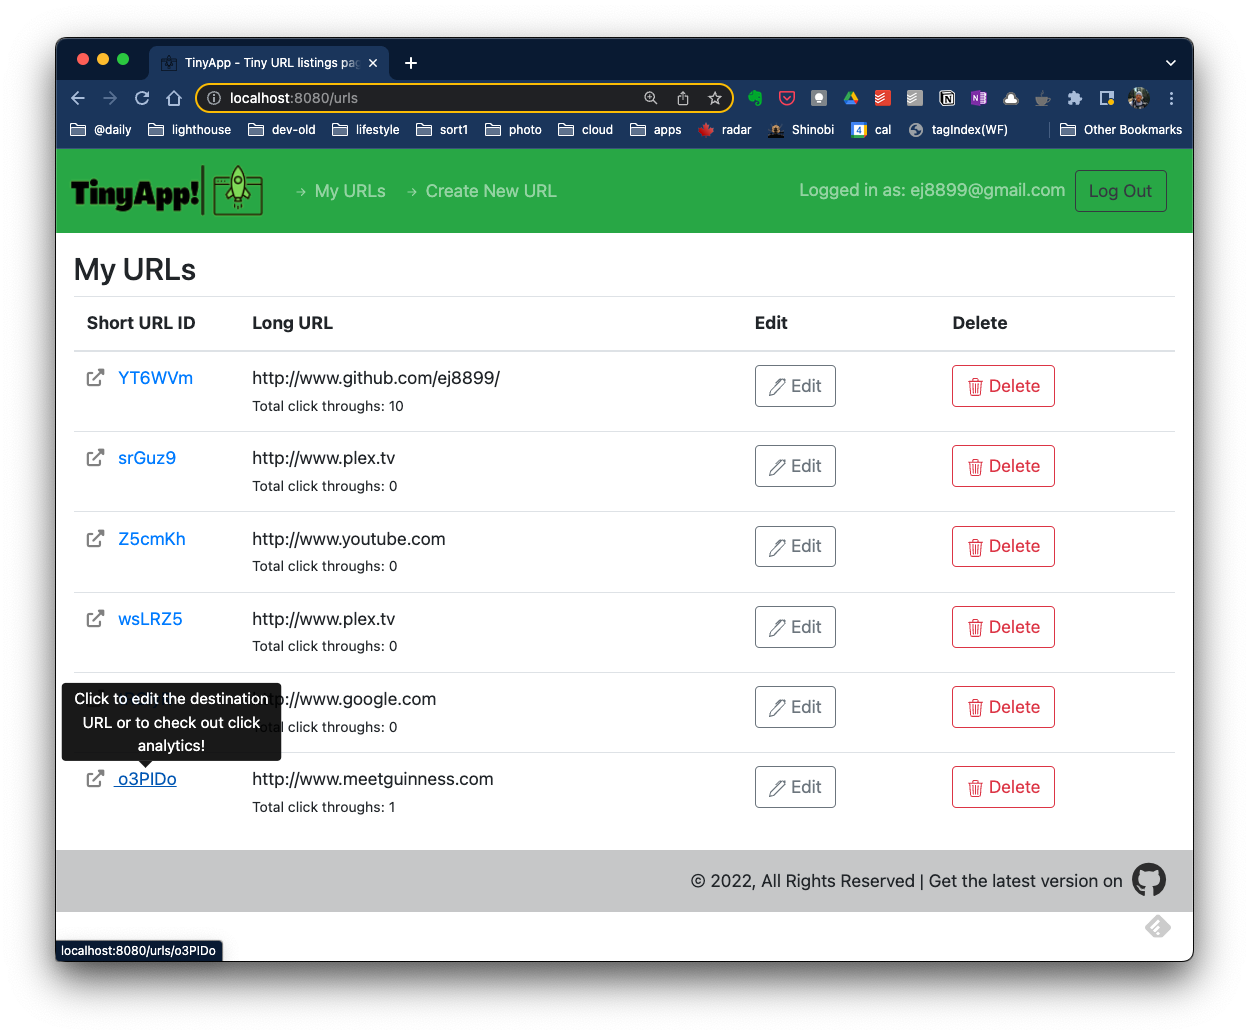 TinyApp - Tiny URL listings pag
localhost:8080/urls
@daily lighthouse dev-old lifestyle sort1 photo cloud apps radar Shinobi 4 cal tagIndex(WF) Other Bookmarks
TinyApp! → My URLs → Create New URL Logged in as: ej8899@gmail.com Log Out
My URLs
Short URL ID Long URL Edit Delete
YT6WVm http://www.github.com/ej8899/ Edit Delete
Total click throughs: 10
srGuz9 http://www.plex.tv Edit Delete
Total click throughs: 0
Z5cmKh http://www.youtube.com Edit Delete
Total click throughs: 0
wsLRZ5 http://www.plex.tv Edit Delete
Total click throughs: 0
Click to edit the destination
URL or to check out click
analytics!
p://www.google.com Edit Delete
al click throughs: 0
o3PlDo http://www.meetguinness.com Edit Delete
Total click throughs: 1
© 2022, All Rights Reserved | Get the latest version on
localhost:8080/urls/o3PlDo